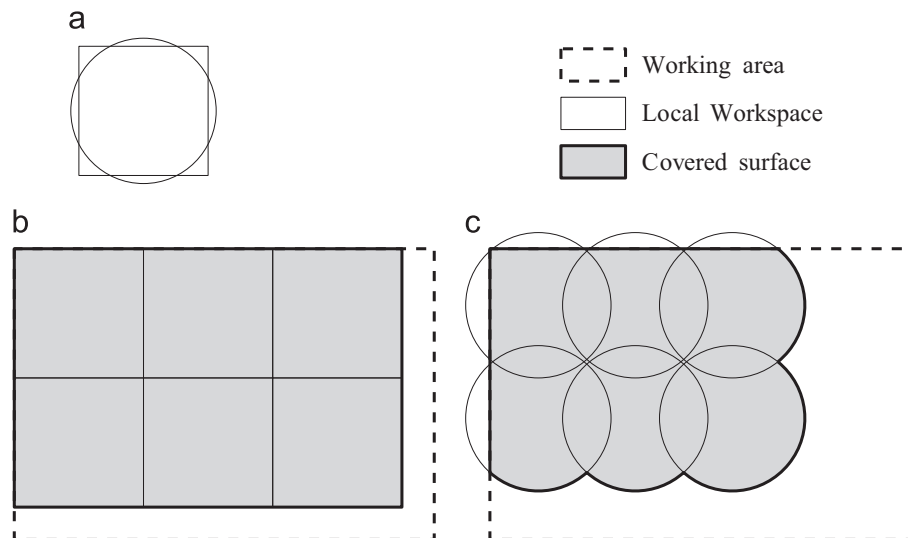 a
Working area
Local Workspace
Covered surface
b
c